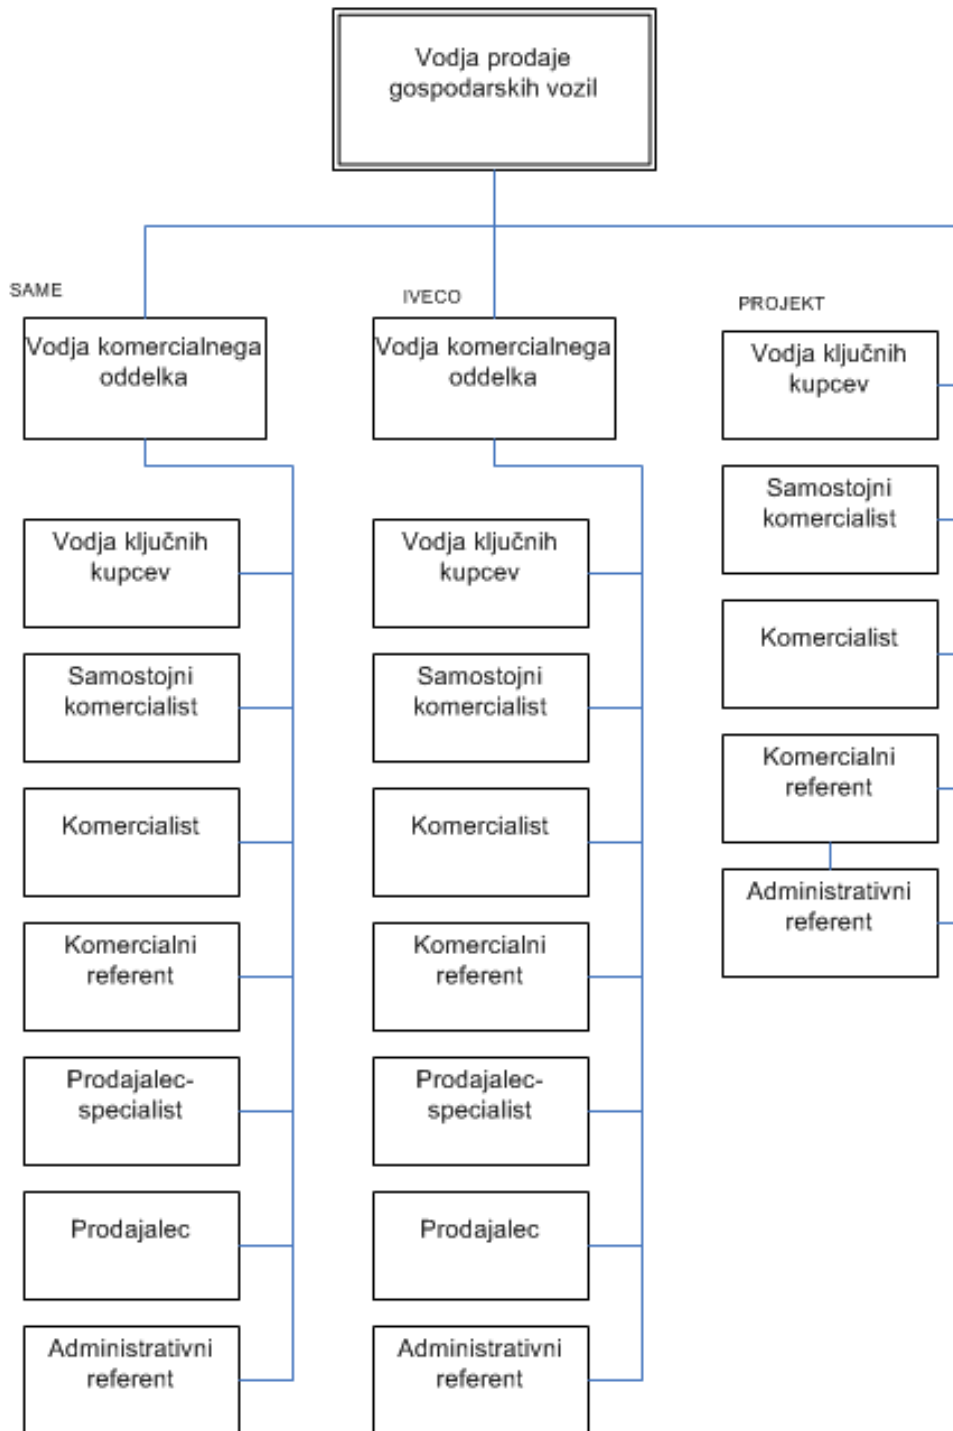 Vodja prodaje
gospodarskih vozil
SAME
Vodja komercialnega
oddelka
Vodja ključnih
kupcev
Samostojni
komercialist
Komercialist
Komercialni
referent
Prodajalec-
specialist
Prodajalec
Administrativni
referent
IVECO
Vodja komercialnega
oddelka
Vodja ključnih
kupcev
Samostojni
komercialist
Komercialist
Komercialni
referent
Prodajalec-
specialist
Prodajalec
Administrativni
referent
PROJEKT
Vodja ključnih
kupcev
Samostojni
komercialist
Komercialist
Komercialni
referent
Administrativni
referent